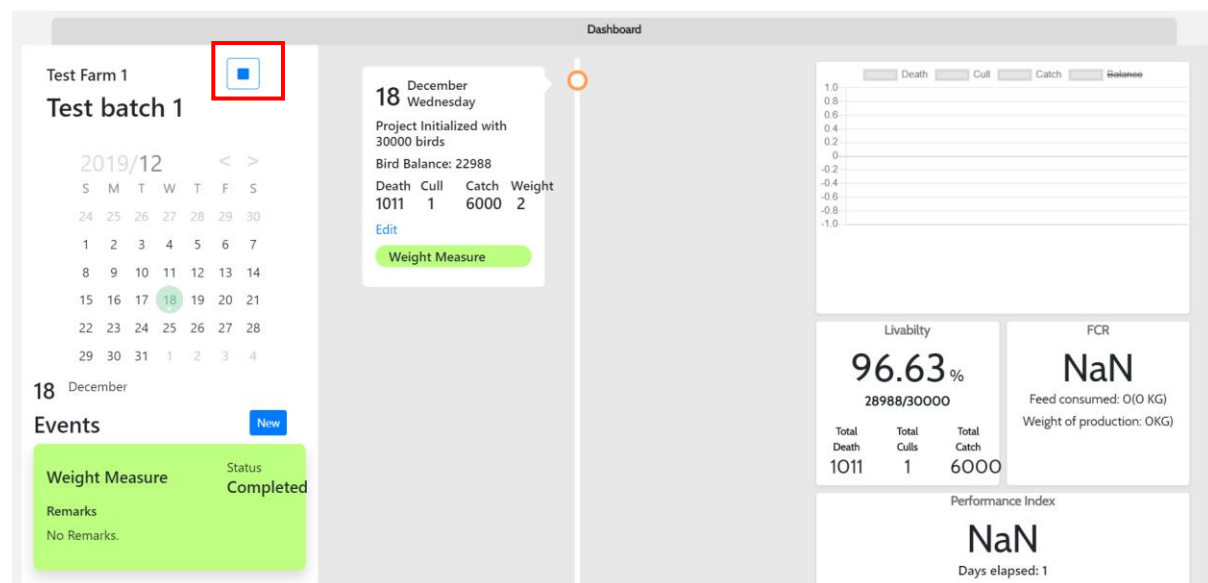 Dashboard
Test Farm 1
Test batch 1
2019/12 < >
S M T W T F S
24 25 26 27 28 29 30
1 2 3 4 5 6 7
8 9 10 11 12 13 14
15 16 17 18 19 20 21
22 23 24 25 26 27 28
29 30 31 1 2 3 4
18 December
Events New
Weight Measure
Status
Completed
Remarks
No Remarks.
18 December
Wednesday
Project Initialized with
30000 birds
Bird Balance: 22988
Death Cull Catch Weight
1011 1 6000 2
Edit
Weight Measure
Death Cull Catch Balance
1.0
0.8
0.6
0.4
0.2
0
-0.2
-0.4
-0.6
-0.8
-1.0
Livabilty
96.63 %
28988/30000
Total Total Total
Death Culls Catch
1011 1 6000
FCR
NaN
Feed consumed: 0(0 KG)
Weight of production: 0KG)
Performance Index
NaN
Days elapsed: 1